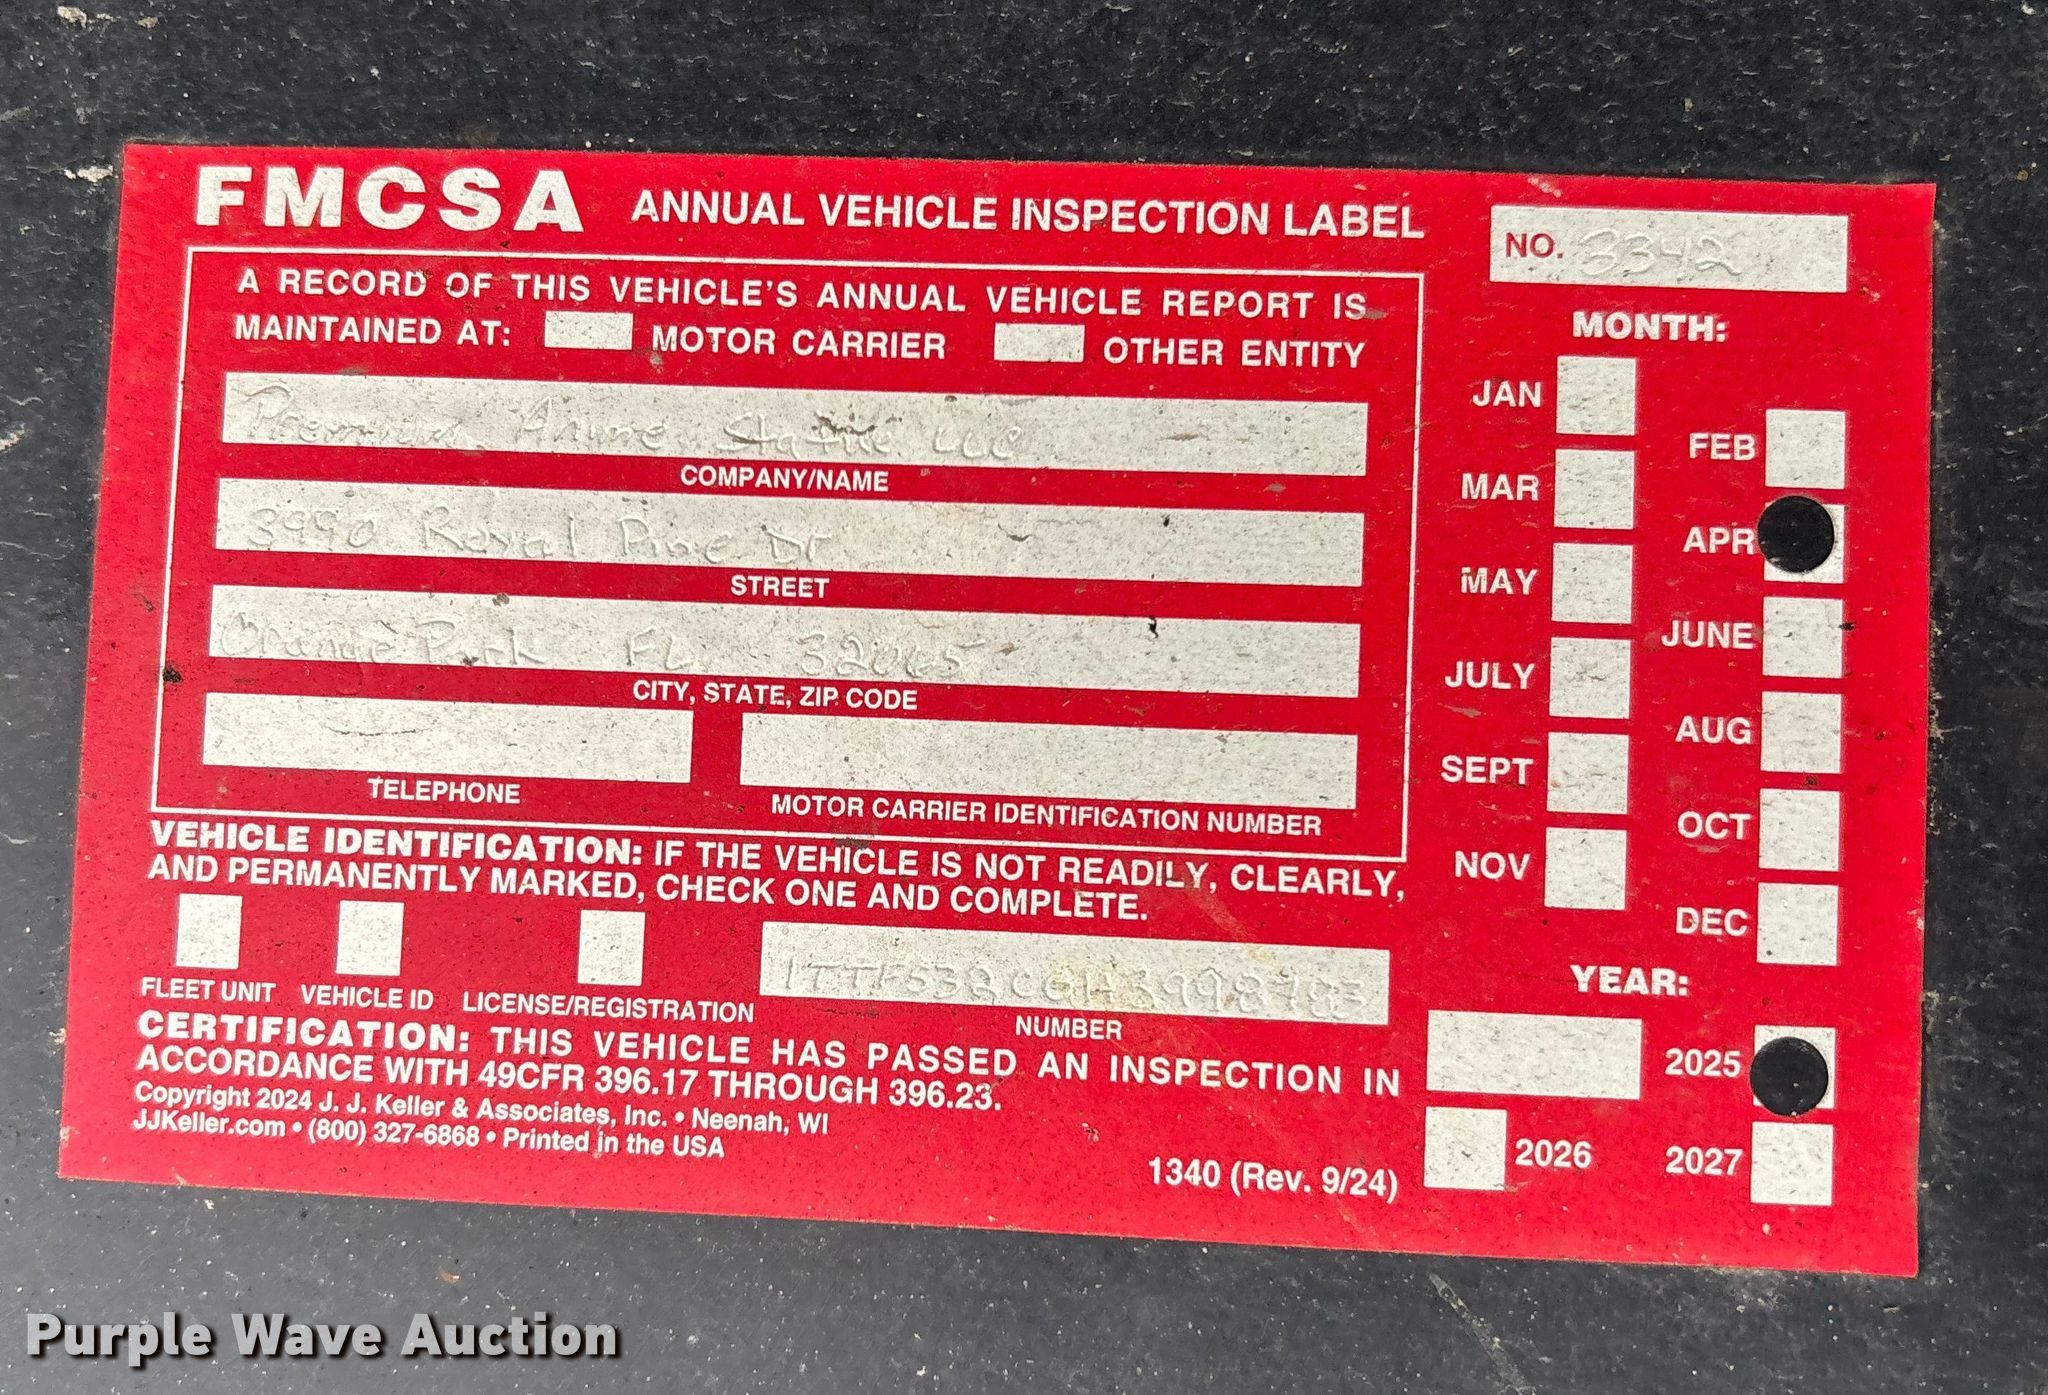 FMCSA ANNUAL VEHICLE INSPECTION LABEL
NO. 3342
A RECORD OF THIS VEHICLE'S ANNUAL VEHICLE REPORT IS
MAINTAINED AT: MOTOR CARRIER OTHER ENTITY
Premium Anime Statue LLC
COMPANY/NAME
3990 Royal Pine Dr
STREET
Orange Park FL 32065
CITY, STATE, ZIP CODE
TELEPHONE
MOTOR CARRIER IDENTIFICATION NUMBER
VEHICLE IDENTIFICATION: IF THE VEHICLE IS NOT READILY, CLEARLY,
AND PERMANENTLY MARKED, CHECK ONE AND COMPLETE.
FLEET UNIT VEHICLE ID LICENSE/REGISTRATION
NUMBER
CERTIFICATION: THIS VEHICLE HAS PASSED AN INSPECTION IN
ACCORDANCE WITH 49CFR 396.17 THROUGH 396.23.
Copyright 2024 J. J. Keller & Associates, Inc. • Neenah, WI
JJKeller.com • (800) 327-6868 • Printed in the USA
1340 (Rev. 9/24)
MONTH:
JAN
FEB
MAR
APR
MAY
JUNE
JULY
AUG
SEPT
OCT
NOV
DEC
YEAR:
2025
2026
2027
Purple Wave Auction